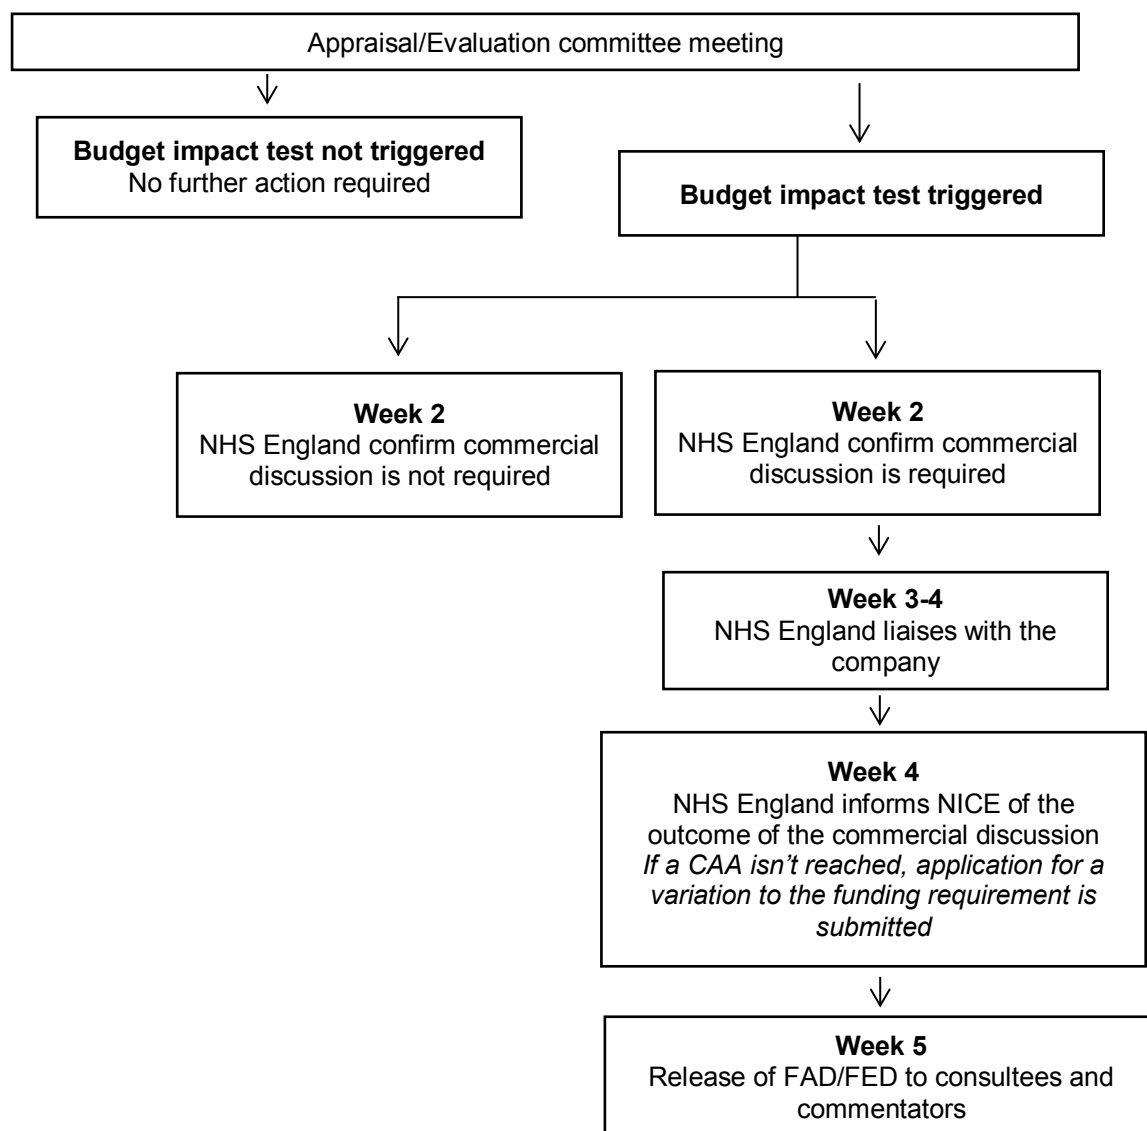 Appraisal/Evaluation committee meeting
Budget impact test not triggered
No further action required
Budget impact test triggered
Week 2
NHS England confirm commercial
discussion is not required
Week 2
NHS England confirm commercial
discussion is required
Week 3-4
NHS England liaises with the
company
Week 4
NHS England informs NICE of the
outcome of the commercial discussion
If a CAA isn’t reached, application for a
variation to the funding requirement is
submitted
Week 5
Release of FAD/FED to consultees and
commentators